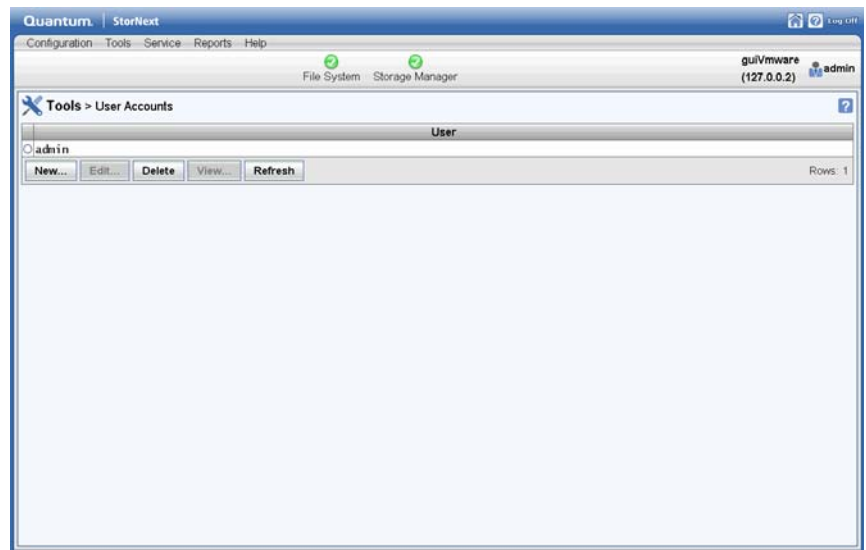 Quantum. StorNext Log Off
Configuration Tools Service Reports Help
File System Storage Manager
guiVmware
(127.0.0.2)
admin
Tools > User Accounts
User
admin
New... Edit... Delete View... Refresh Rows: 1